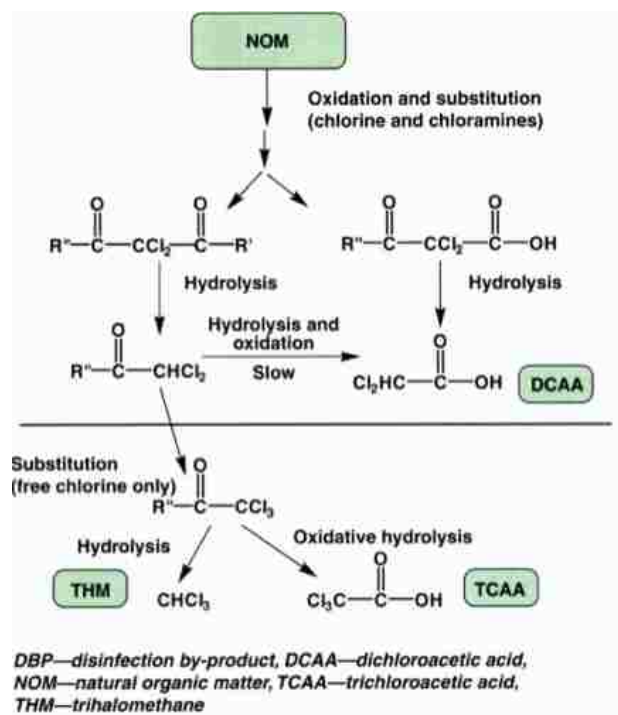 NOM
Oxidation and substitution
(chlorine and chloramines)
O O
R"—C—CCl₂—C—R'
O O
R"—C—CCl₂—C—OH
Hydrolysis
Hydrolysis
O
R"—C—CHCl₂
Hydrolysis and
oxidation
Slow
O
Cl₂HC—C—OH
DCAA
Substitution
(free chlorine only)
O
R"—C—CCl₃
Hydrolysis
Oxidative hydrolysis
THM
CHCl₃
O
Cl₃C—C—OH
TCAA
DBP—disinfection by-product, DCAA—dichloroacetic acid,
NOM—natural organic matter, TCAA—trichloroacetic acid,
THM—trihalomethane